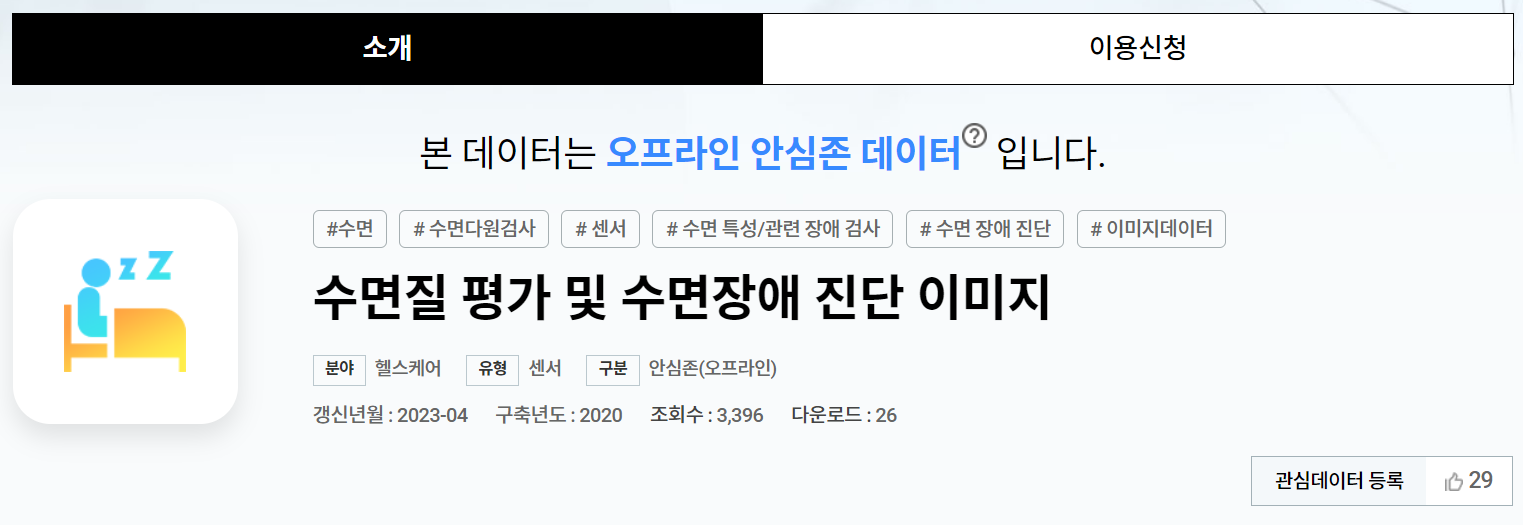 소개
이용신청
본 데이터는 오프라인 안심존 데이터? 입니다.
#수면 # 수면다원검사 # 센서 # 수면 특성/관련 장애 검사 # 수면 장애 진단 # 이미지데이터
z Z
수면질 평가 및 수면장애 진단 이미지
분야 헬스케어 유형 센서 구분 안심존(오프라인)
갱신년월 : 2023-04 구축년도 : 2020 조회수 : 3,396 다운로드 : 26
관심데이터 등록 29